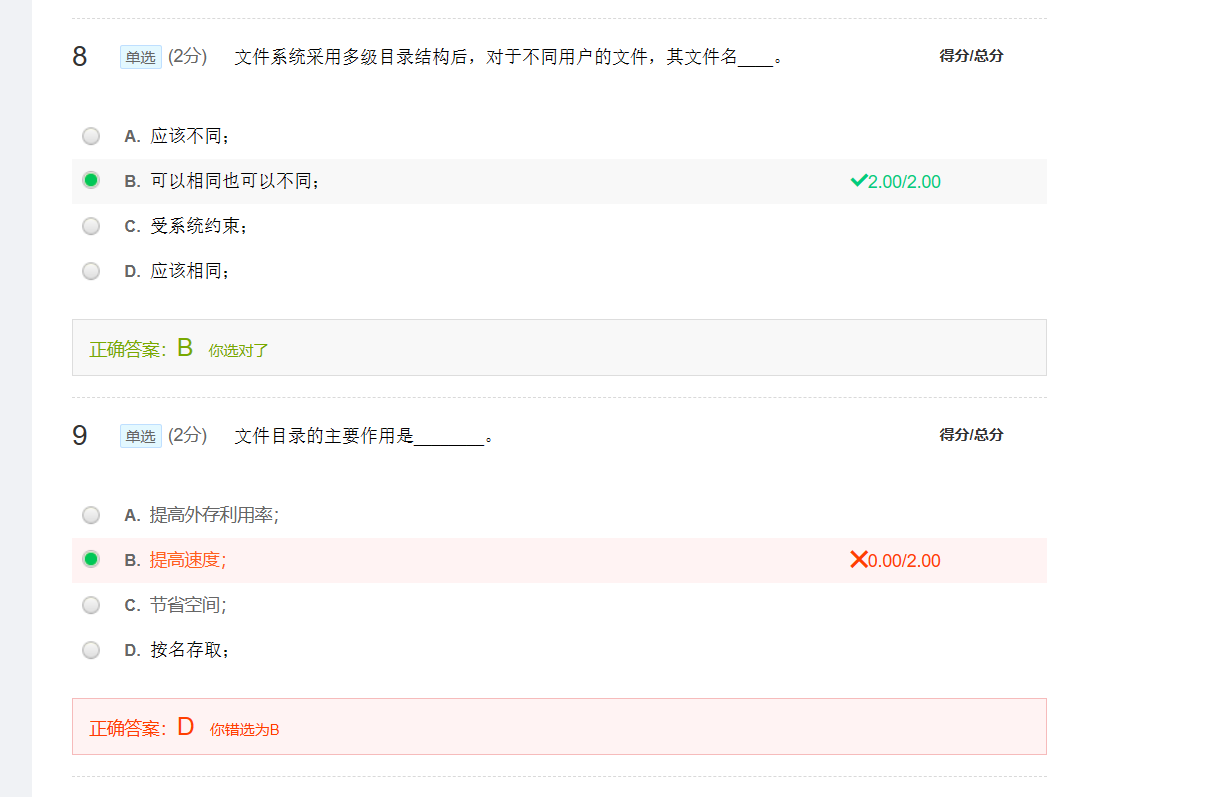 8 单选 (2分) 文件系统采用多级目录结构后，对于不同用户的文件，其文件名____。 得分/总分
A. 应该不同；
B. 可以相同也可以不同； 2.00/2.00
C. 受系统约束；
D. 应该相同；
正确答案：B 你选对了
9 单选 (2分) 文件目录的主要作用是________。 得分/总分
A. 提高外存利用率；
B. 提高速度； 0.00/2.00
C. 节省空间；
D. 按名存取；
正确答案：D 你错选为B